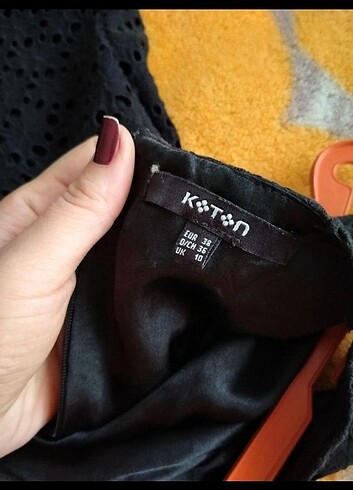 KOTON
EUR 38
D/CH 36
UK 10